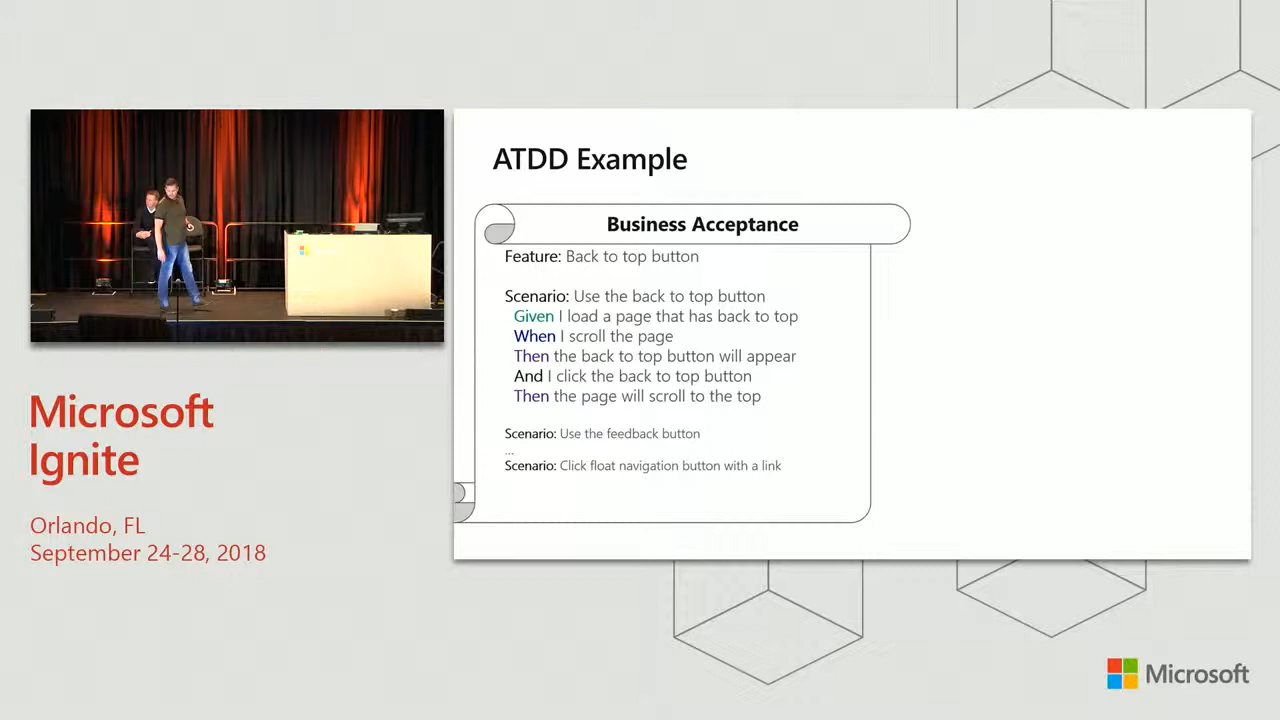 ATDD Example
Business Acceptance
Feature: Back to top button
Scenario: Use the back to top button
Given I load a page that has back to top
When I scroll the page
Then the back to top button will appear
And I click the back to top button
Then the page will scroll to the top
Scenario: Use the feedback button
...
Scenario: Click float navigation button with a link
Microsoft
Ignite
Orlando, FL
September 24-28, 2018
Microsoft